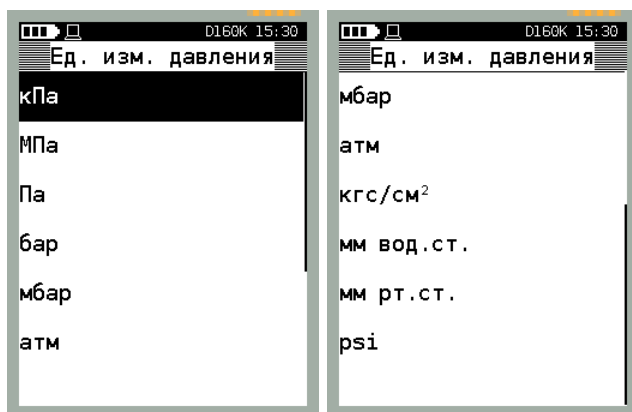 D160K 15:30
Ед. изм. давления
кПа
МПа
Па
бар
мбар
атм
D160K 15:30
Ед. изм. давления
мбар
атм
кгс/см²
мм вод.ст.
мм рт.ст.
psi